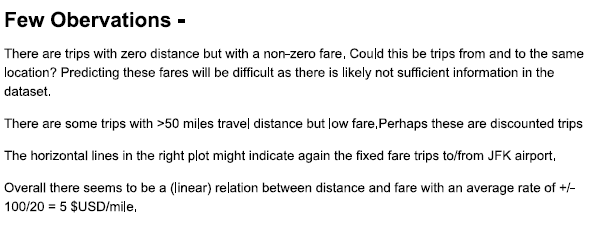 Few Obervations -
There are trips with zero distance but with a non-zero fare, Could this be trips from and to the same
location? Predicting these fares will be difficult as there is likely not sufficient information in the
dataset.
There are some trips with >50 miles travel distance but low fare,Perhaps these are discounted trips
The horizontal lines in the right plot might indicate again the fixed fare trips to/from JFK airport,
Overall there seems to be a (linear) relation between distance and fare with an average rate of +/-
100/20 = 5 $USD/mile,